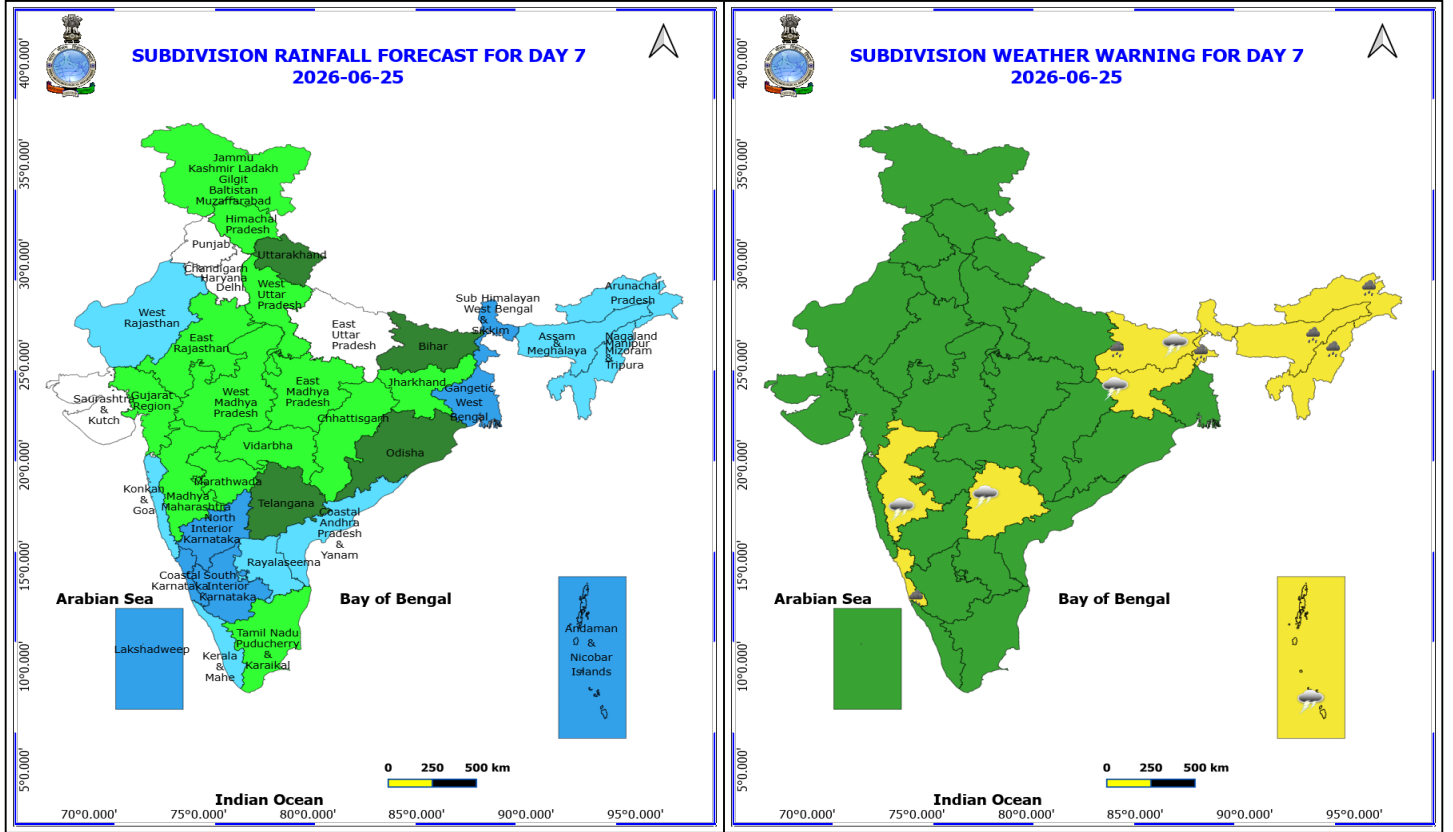 SUBDIVISION RAINFALL FORECAST FOR DAY 7
2026-06-25
40°0.000'
35°0.000'
30°0.000'
25°0.000'
20°0.000'
15°0.000'
10°0.000'
5°0.000'
Jammu
Kashmir Ladakh
Gilgit
Baltistan
Muzaffarabad
Himachal
Pradesh
Punjab
Uttarakhand
Chandigarh
Haryana
Delhi
West
Uttar
Pradesh
West
Rajasthan
East
Rajasthan
East
Uttar
Pradesh
Bihar
Sub Himalayan
West Bengal
&
Sikkim
Arunachal
Pradesh
Assam
&
Meghalaya
Nagaland
Manipur
Mizoram
&
Tripura
Jharkhand
Gangetic
West
Bengal
Saurashtra
&
Kutch
Gujarat
Region
West
Madhya
Pradesh
East
Madhya
Pradesh
Chhattisgarh
Vidarbha
Odisha
Konkan
&
Goa
Madhya
Maharashtra
Marathwada
Telangana
North
Interior
Karnataka
Coastal
Andhra
Pradesh
&
Yanam
Rayalaseema
Coastal
Karnataka
South
Interior
Karnataka
Arabian Sea
Bay of Bengal
Lakshadweep
Kerala
&
Mahe
Tamil Nadu
Puducherry
&
Karaikal
Andaman
&
Nicobar
Islands
0 250 500 km
Indian Ocean
70°0.000' 75°0.000' 80°0.000' 85°0.000' 90°0.000' 95°0.000'
SUBDIVISION WEATHER WARNING FOR DAY 7
2026-06-25
40°0.000'
35°0.000'
30°0.000'
25°0.000'
20°0.000'
15°0.000'
10°0.000'
5°0.000'
Arabian Sea
Bay of Bengal
0 250 500 km
Indian Ocean
70°0.000' 75°0.000' 80°0.000' 85°0.000' 90°0.000' 95°0.000'